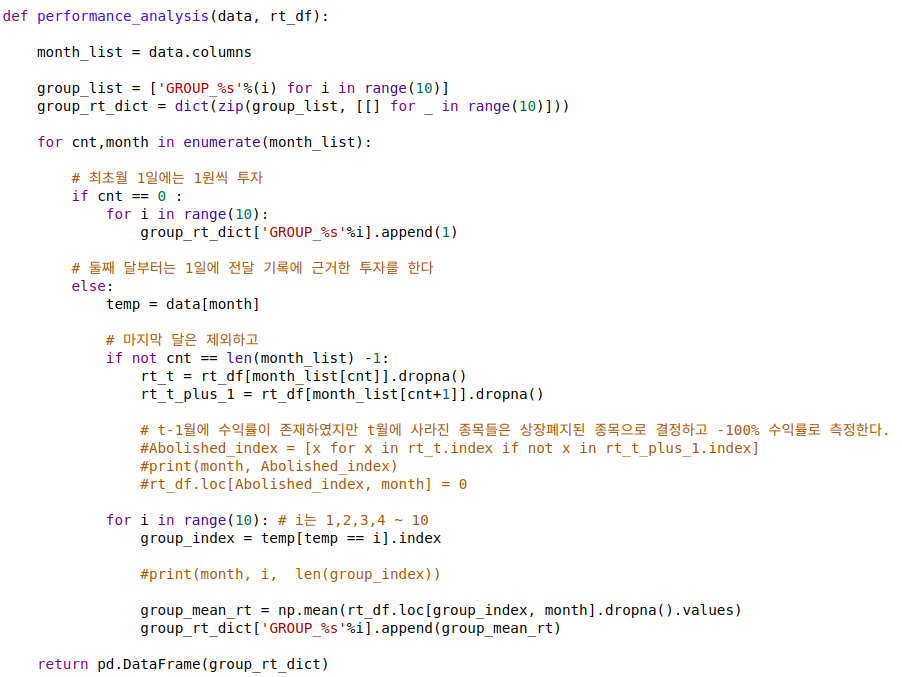 def performance_analysis(data, rt_df):
month_list = data.columns
group_list = ['GROUP_%s'%(i) for i in range(10)]
group_rt_dict = dict(zip(group_list, [[] for _ in range(10)]))
for cnt,month in enumerate(month_list):
# 최초월 1일에는 1원씩 투자
if cnt == 0 :
for i in range(10):
group_rt_dict['GROUP_%s'%i].append(1)
# 둘째 달부터는 1일에 전달 기록에 근거한 투자를 한다
else:
temp = data[month]
# 마지막 달은 제외하고
if not cnt == len(month_list) -1:
rt_t = rt_df[month_list[cnt]].dropna()
rt_t_plus_1 = rt_df[month_list[cnt+1]].dropna()
# t-1월에 수익률이 존재하였지만 t월에 사라진 종목들은 상장폐지된 종목으로 결정하고 -100% 수익률로 측정한다.
#Abolished_index = [x for x in rt_t.index if not x in rt_t_plus_1.index]
#print(month, Abolished_index)
#rt_df.loc[Abolished_index, month] = 0
for i in range(10): # i는 1,2,3,4 ~ 10
group_index = temp[temp == i].index
#print(month, i,  len(group_index))
group_mean_rt = np.mean(rt_df.loc[group_index, month].dropna().values)
group_rt_dict['GROUP_%s'%i].append(group_mean_rt)
return pd.DataFrame(group_rt_dict)